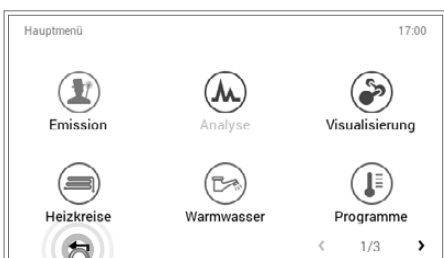 Hauptmenü 17:00
Emission Analyse Visualisierung
Heizkreise Warmwasser Programme
1/3